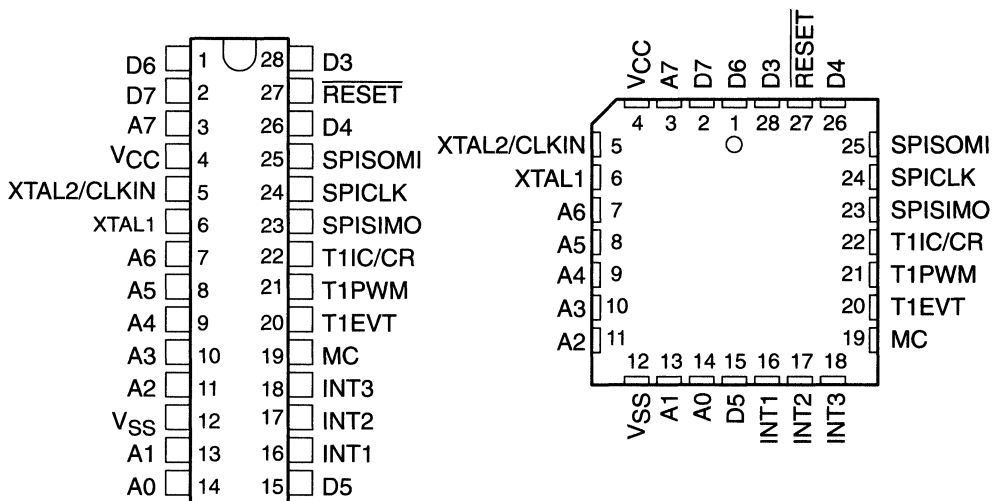 D6 1 28 D3
D7 2 27 RESET
A7 3 26 D4
VCC 4 25 SPISOMI
XTAL2/CLKIN 5 24 SPICLK
XTAL1 6 23 SPISIMO
A6 7 22 T1IC/CR
A5 8 21 T1PWM
A4 9 20 T1EVT
A3 10 19 MC
A2 11 18 INT3
VSS 12 17 INT2
A1 13 16 INT1
A0 14 15 D5
VCC A7 D7 D6 D3 RESET D4
4 3 2 1 28 27 26
XTAL2/CLKIN 5 25 SPISOMI
XTAL1 6 24 SPICLK
A6 7 23 SPISIMO
A5 8 22 T1IC/CR
A4 9 21 T1PWM
A3 10 20 T1EVT
A2 11 19 MC
12 13 14 15 16 17 18
VSS A1 A0 D5 INT1 INT2 INT3